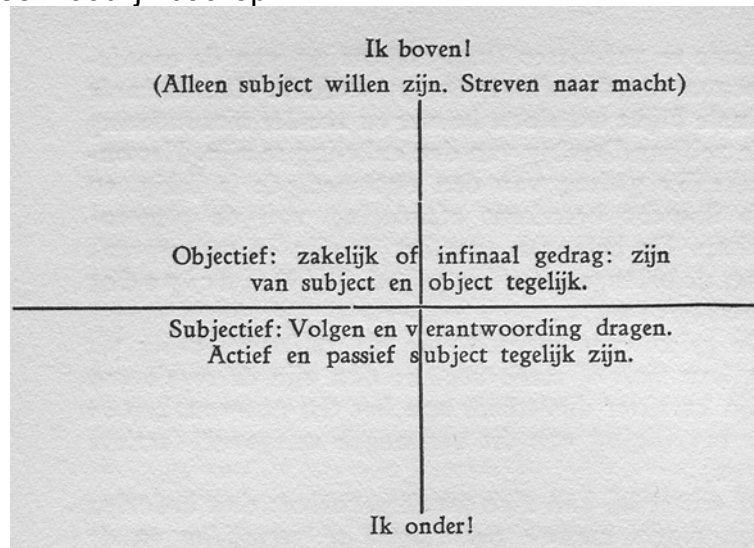 Ik boven!
(Alleen subject willen zijn. Streven naar macht)
Objectief: zakelijk of infinaal gedrag: zijn
van subject en object tegelijk.
Subjectief: Volgen en verantwoording dragen.
Actief en passief subject tegelijk zijn.
Ik onder!